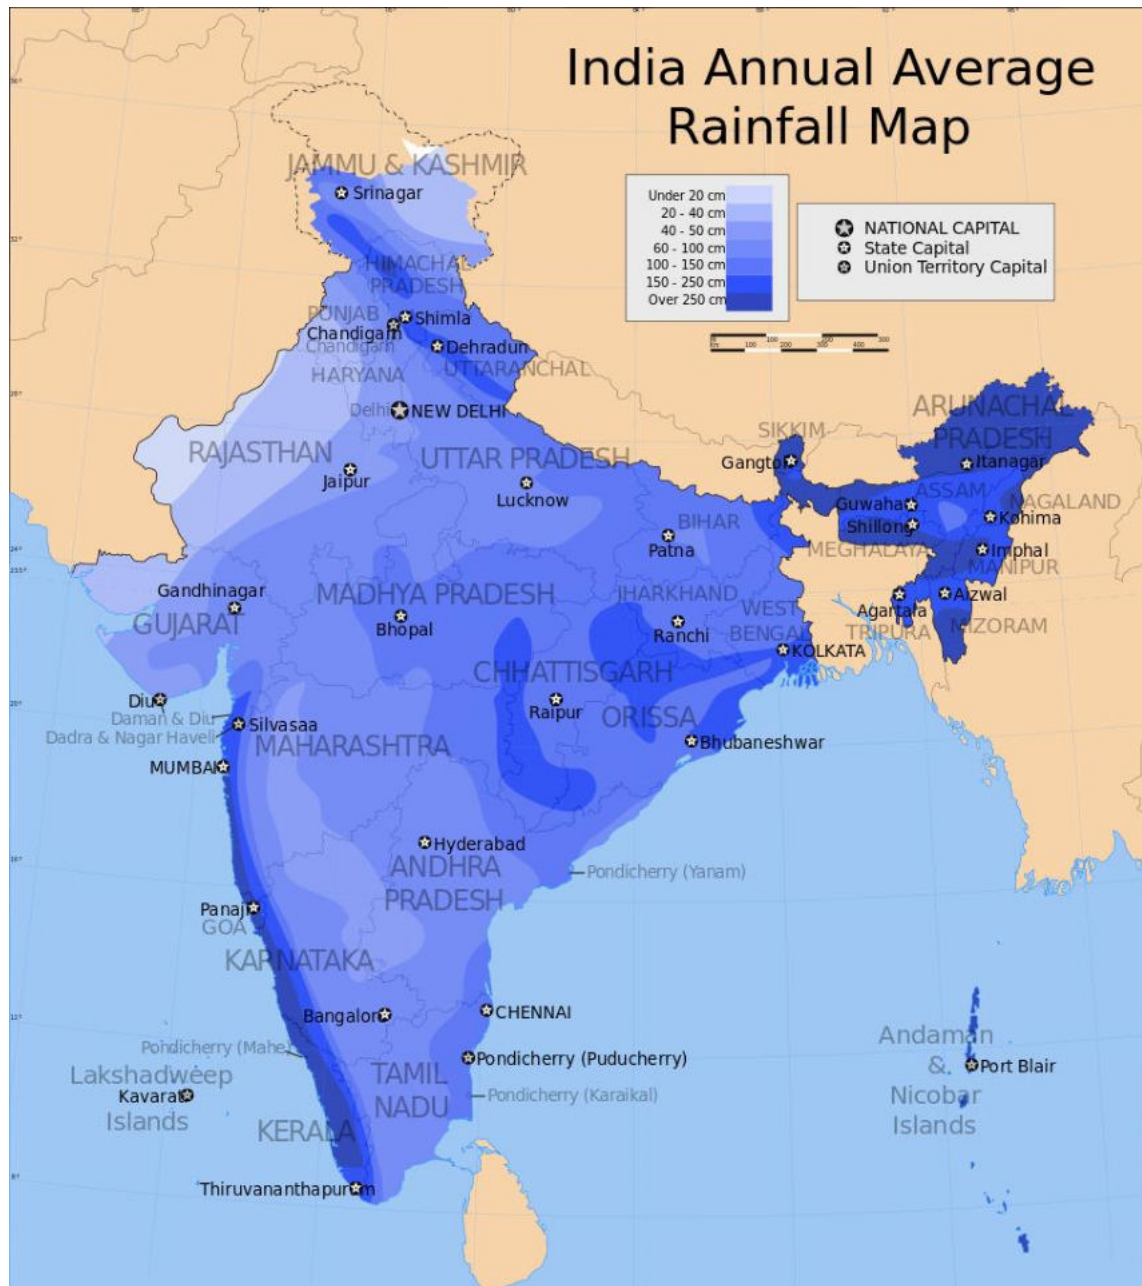 India Annual Average
Rainfall Map
JAMMU & KASHMIR
Srinagar
Under 20 cm
20 - 40 cm
40 - 50 cm
60 - 100 cm
100 - 150 cm
150 - 250 cm
Over 250 cm
NATIONAL CAPITAL
State Capital
Union Territory Capital
HIMACHAL
PRADESH
PUNJAB
Shimla
Chandigarh
Chandigarh
Dehradun
HARYANA
UTTARANCHAL
Delhi
NEW DELHI
ARUNACHAL
PRADESH
SIKKIM
Gangtok
Itanagar
RAJASTHAN
Jaipur
UTTAR PRADESH
Lucknow
ASSAM
NAGALAND
Guwaha
Shillong
Kohima
BIHAR
Patna
MEGHALAYA
Imphal
MANIPUR
Gandhinagar
GUJARAT
MADHYA PRADESH
Bhopal
JHARKHAND
Ranchi
WEST
BENGAL
KOLKATA
Agartala
TRIPURA
Aizwal
MIZORAM
CHHATTISGARH
Raipur
ORISSA
Bhubaneshwar
Diu
Daman & Diu
Dadra & Nagar Haveli
Silvasaa
MAHARASHTRA
MUMBAI
Hyderabad
ANDHRA
PRADESH
Pondicherry (Yanam)
Panaji
GOA
KARNATAKA
Bangalor
CHENNAI
Pondicherry (Mahe)
Pondicherry (Puducherry)
Lakshadweep
Kavarati
Islands
TAMIL
NADU
Pondicherry (Karaikal)
KERALA
Thiruvananthapuram
Andaman
&
Nicobar
Islands
Port Blair